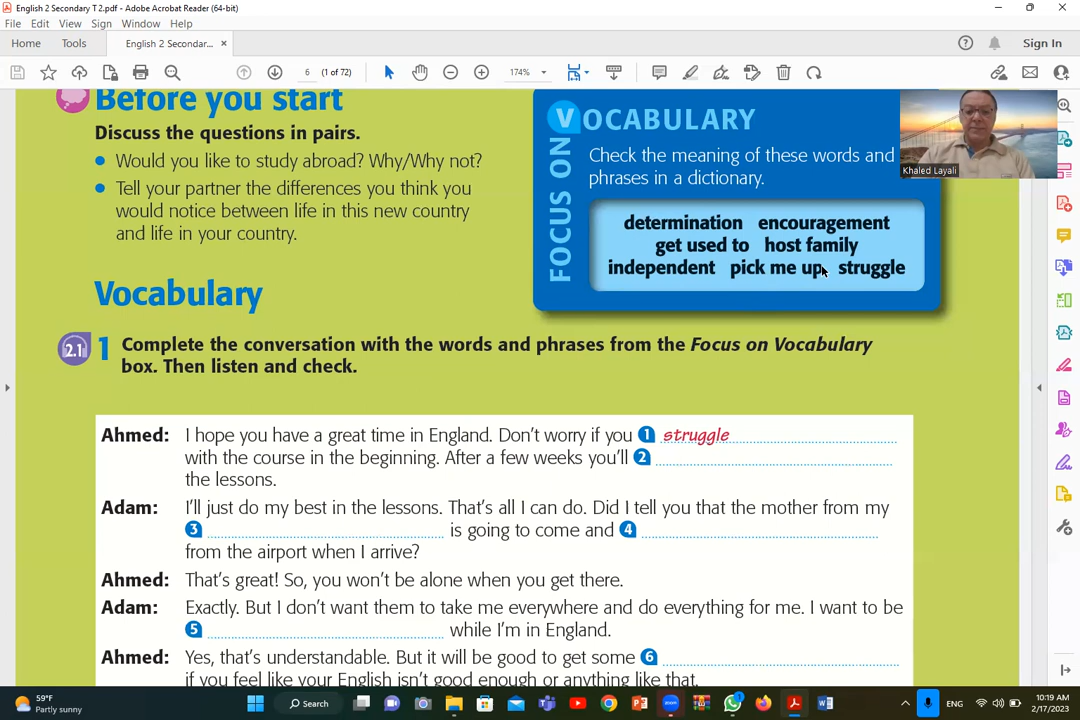 English 2 Secondary T 2.pdf - Adobe Acrobat Reader (64-bit)
File Edit View Sign Window Help
Home Tools English 2 Secondar... × Sign In
6 (1 of 72) 174%
Before you start
Discuss the questions in pairs.
• Would you like to study abroad? Why/Why not?
• Tell your partner the differences you think you
would notice between life in this new country
and life in your country.
FOCUS ON
VOCABULARY
Check the meaning of these words and
phrases in a dictionary.
determination encouragement
get used to host family
independent pick me up struggle
Khaled Layali
Vocabulary
2.1 1 Complete the conversation with the words and phrases from the Focus on Vocabulary
box. Then listen and check.
Ahmed: I hope you have a great time in England. Don't worry if you 1 struggle
with the course in the beginning. After a few weeks you'll 2
the lessons.
Adam: I'll just do my best in the lessons. That's all I can do. Did I tell you that the mother from my
3 is going to come and 4
from the airport when I arrive?
Ahmed: That's great! So, you won't be alone when you get there.
Adam: Exactly. But I don't want them to take me everywhere and do everything for me. I want to be
5 while I'm in England.
Ahmed: Yes, that's understandable. But it will be good to get some 6
if you feel like your English isn't good enough or anything like that.
59°F
Partly sunny
Search
ENG
10:19 AM
2/17/2023